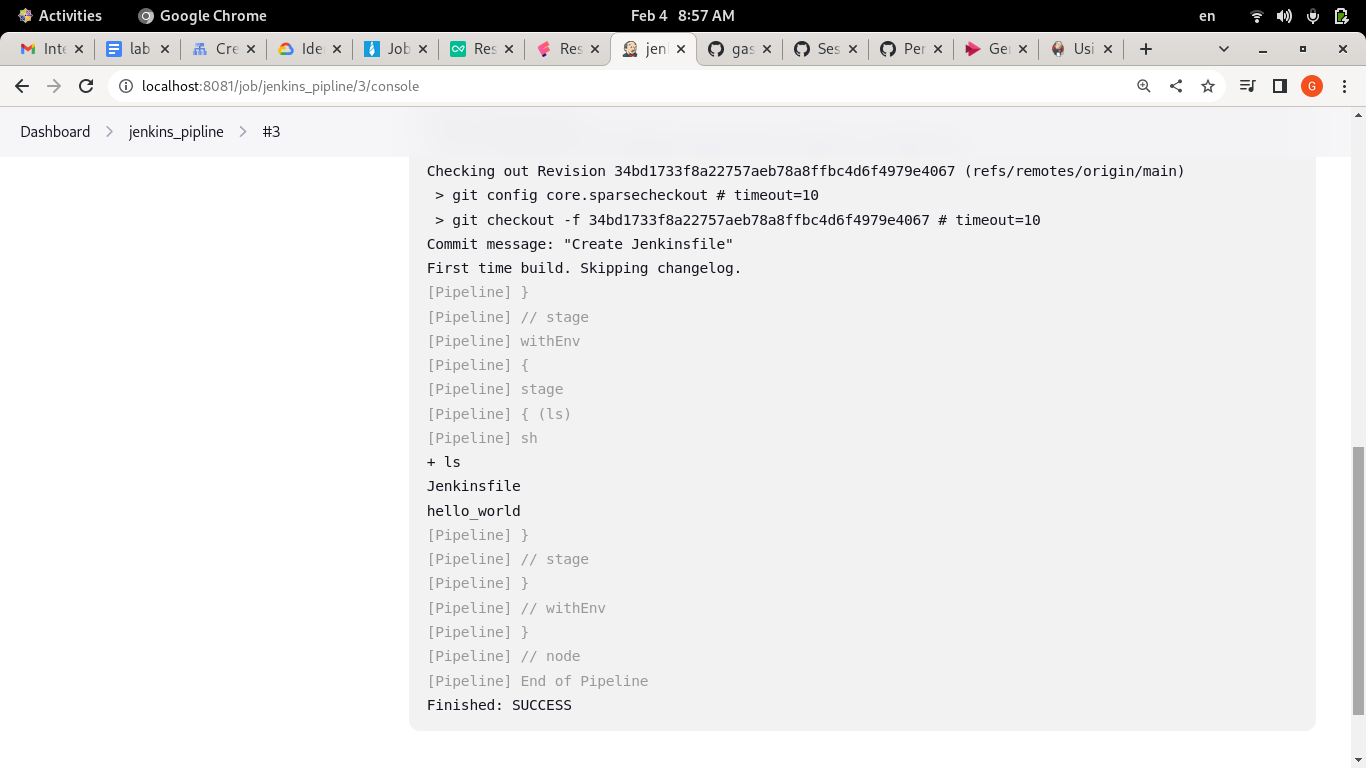 Activities Google Chrome Feb 4 8:57 AM en
Inte lab Cre Ide Job Res Res jen gas Ses Per Ge Usi
localhost:8081/job/jenkins_pipline/3/console G
Dashboard jenkins_pipline #3
Checking out Revision 34bd1733f8a22757aeb78a8ffbc4d6f4979e4067 (refs/remotes/origin/main)
> git config core.sparsecheckout # timeout=10
> git checkout -f 34bd1733f8a22757aeb78a8ffbc4d6f4979e4067 # timeout=10
Commit message: "Create Jenkinsfile"
First time build. Skipping changelog.
[Pipeline] }
[Pipeline] // stage
[Pipeline] withEnv
[Pipeline] {
[Pipeline] stage
[Pipeline] { (ls)
[Pipeline] sh
+ ls
Jenkinsfile
hello_world
[Pipeline] }
[Pipeline] // stage
[Pipeline] }
[Pipeline] // withEnv
[Pipeline] }
[Pipeline] // node
[Pipeline] End of Pipeline
Finished: SUCCESS